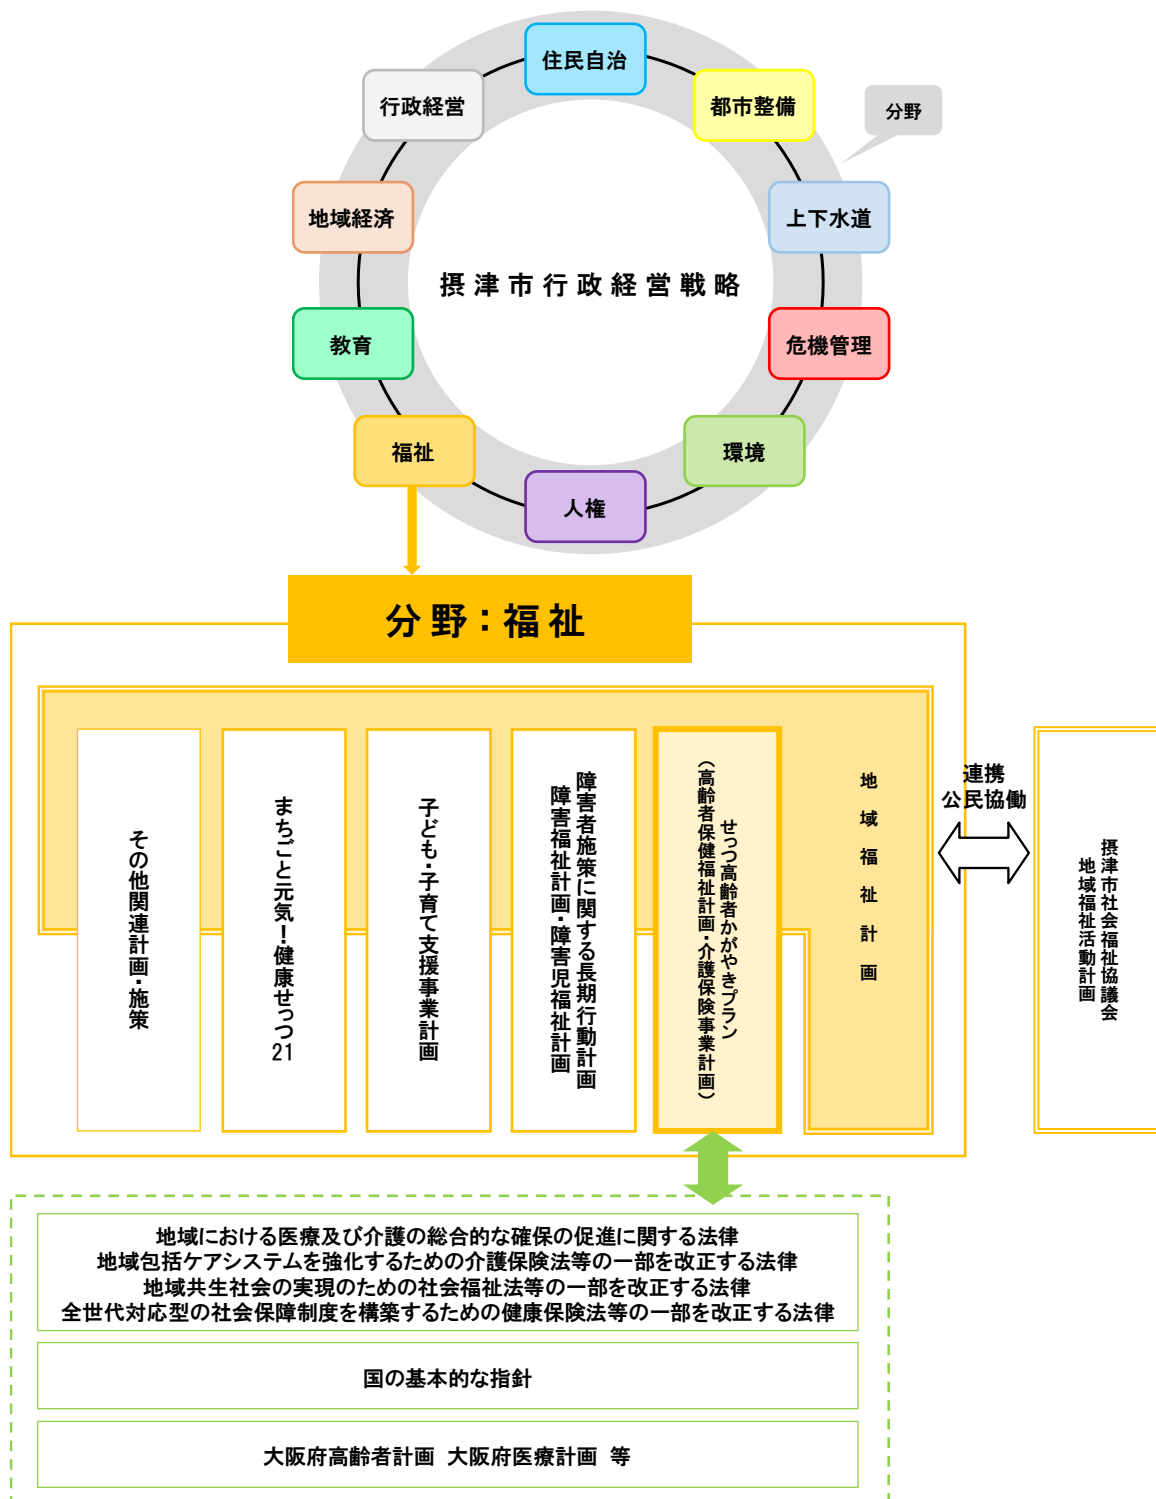 住民自治
行政経営
都市整備
分野
地域経済
上下水道
摂津市行政経営戦略
教育
危機管理
福祉
環境
人権
分野：福祉
その他関連計画・施策
まちごと元気！健康せっつ21
子ども・子育て支援事業計画
障害者施策に関する長期行動計画
障害福祉計画・障害児福祉計画
せっつ高齢者かがやきプラン
（高齢者保健福祉計画・介護保険事業計画）
地域福祉計画
連携
公民協働
摂津市社会福祉協議会
地域福祉活動計画
地域における医療及び介護の総合的な確保の促進に関する法律
地域包括ケアシステムを強化するための介護保険法等の一部を改正する法律
地域共生社会の実現のための社会福祉法等の一部を改正する法律
全世代対応型の社会保障制度を構築するための健康保険法等の一部を改正する法律
国の基本的な指針
大阪府高齢者計画 大阪府医療計画 等